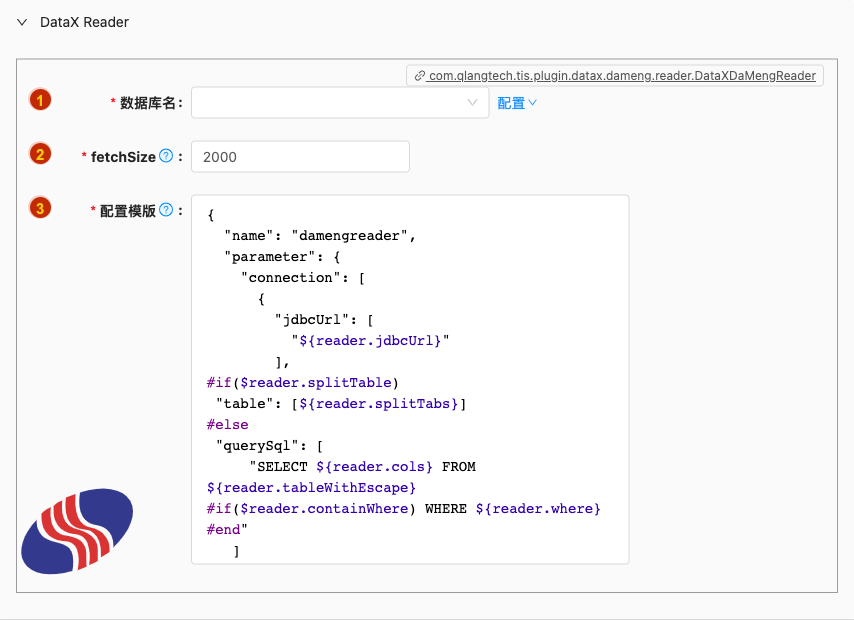 DataX Reader
com.qlangtech.tis.plugin.datax.dameng.reader.DataXDaMengReader
1 * 数据库名: 配置
2 * fetchSize ? : 2000
3 * 配置模版 ? :
{
  "name": "damengreader",
  "parameter": {
    "connection": [
      {
        "jdbcUrl": [
          "${reader.jdbcUrl}"
        ],
#if($reader.splitTable)
 "table": [${reader.splitTabs}]
#else
 "querySql": [
     "SELECT ${reader.cols} FROM
${reader.tableWithEscape}
#if($reader.containWhere) WHERE ${reader.where}
#end"
   ]